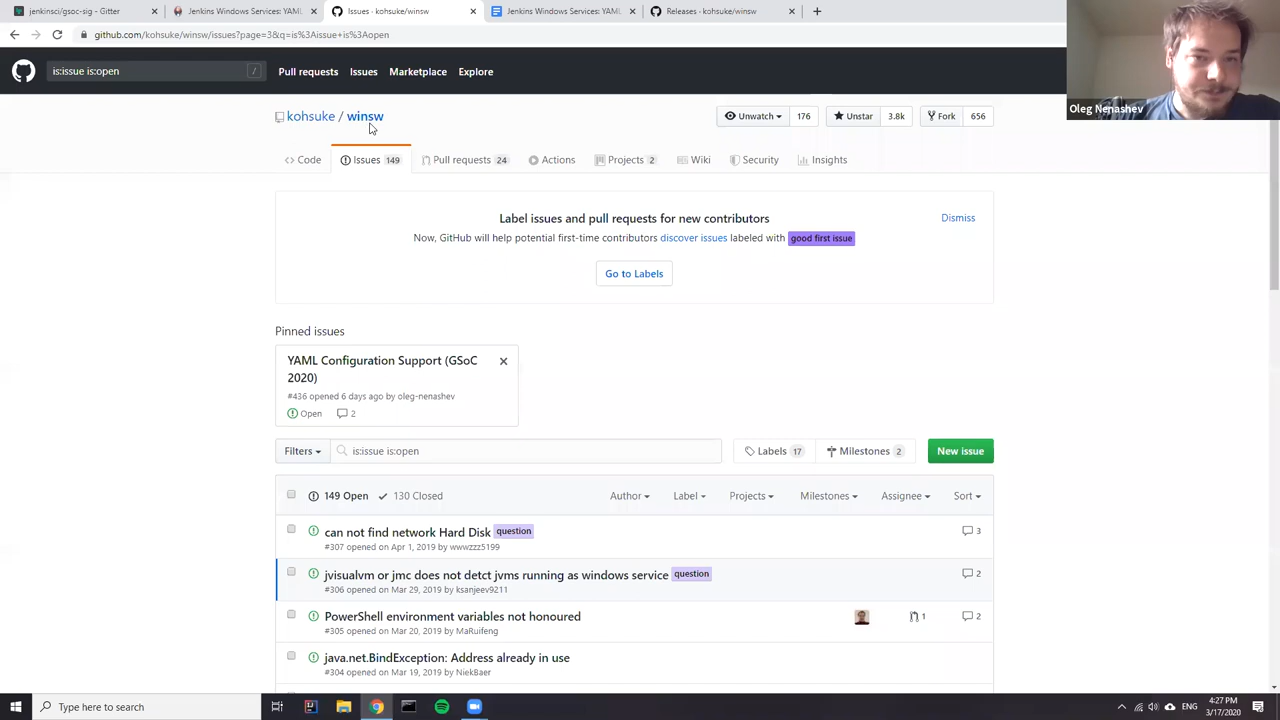 jenkinsci/gsoc-sig - Gitter
Jenkins Windows Services: YAML
Issues · kohsuke/winsw
Jenkins Windows Services: YAML
Releases · kohsuke/winsw
github.com/kohsuke/winsw/issues?page=3&q=is%3Aissue+is%3Aopen
is:issue is:open
/
Pull requests
Issues
Marketplace
Explore
Oleg Nenashev
kohsuke / winsw
Unwatch
176
Unstar
3.8k
Fork
656
Code
Issues 149
Pull requests 24
Actions
Projects 2
Wiki
Security
Insights
Label issues and pull requests for new contributors
Dismiss
Now, GitHub will help potential first-time contributors discover issues labeled with good first issue
Go to Labels
Pinned issues
YAML Configuration Support (GSoC
2020)
#436 opened 6 days ago by oleg-nenashev
Open 2
Filters
is:issue is:open
Labels 17
Milestones 2
New issue
149 Open
130 Closed
Author
Label
Projects
Milestones
Assignee
Sort
can not find network Hard Disk question
3
#307 opened on Apr 1, 2019 by wwwzzz5199
jvisualvm or jmc does not detct jvms running as windows service question
2
#306 opened on Mar 29, 2019 by ksanjeev9211
PowerShell environment variables not honoured
1
2
#305 opened on Mar 20, 2019 by MaRuifeng
java.net.BindException: Address already in use
#304 opened on Mar 19, 2019 by NiekBaer
Type here to search
ENG
4:27 PM
3/17/2020